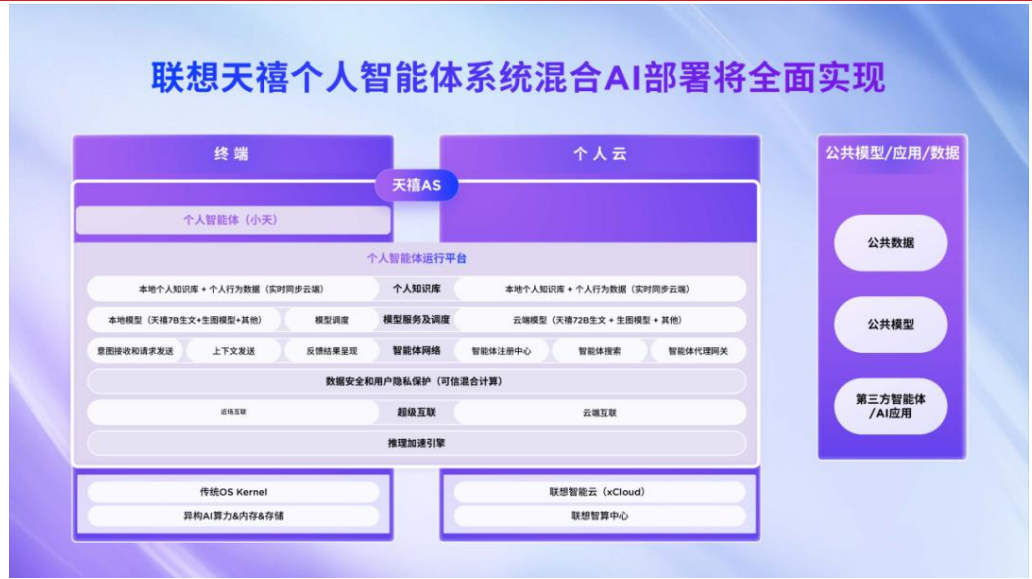 联想天禧个人智能体系统混合AI部署将全面实现
终端
个人云
公共模型/应用/数据
天禧AS
个人智能体（小天）
个人智能体运行平台
本地个人知识库 + 个人行为数据（实时同步云端） 个人知识库 本地个人知识库 + 个人行为数据（实时同步云端）
本地模型（天禧7B生文+生图模型+其他） 模型调度 模型服务及调度 云端模型（天禧72B生文 + 生图模型 + 其他）
意图接收和请求发送 上下文发送 反馈结果呈现 智能体网络 智能体注册中心 智能体搜索 智能体代理网关
数据安全和用户隐私保护（可信混合计算）
近场互联 超级互联 云端互联
推理加速引擎
传统OS Kernel
异构AI算力&内存&存储
联想智能云（xCloud）
联想智算中心
公共数据
公共模型
第三方智能体
/AI应用